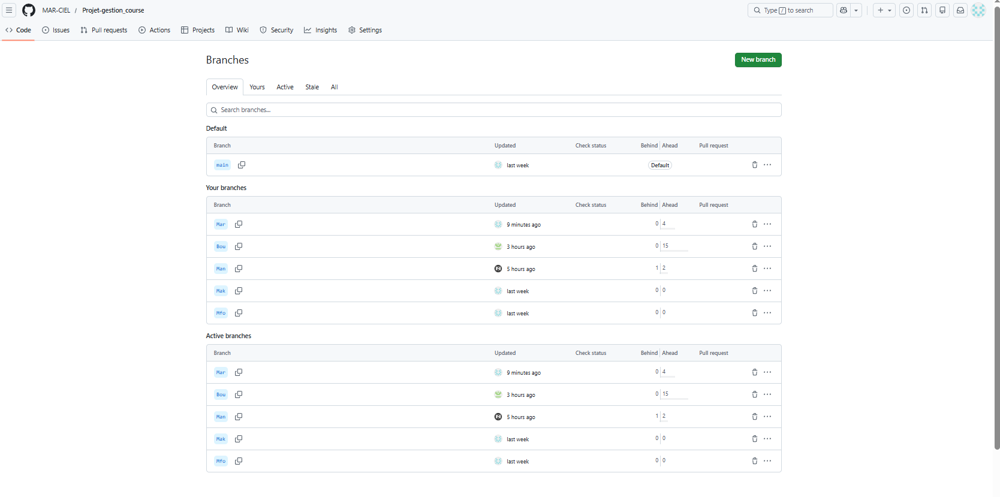 MAR-CIEL / Projet-gestion_course
Type / to search
Code Issues Pull requests Actions Projects Wiki Security Insights Settings
Branches
New branch
Overview Yours Active Stale All
Search branches...
Default
Branch Updated Check status Behind Ahead Pull request
main last week Default
Your branches
Branch Updated Check status Behind Ahead Pull request
Mar 9 minutes ago 0 4
Bou 3 hours ago 0 15
Man 5 hours ago 1 2
Mak last week 0 0
Mfo last week 0 0
Active branches
Branch Updated Check status Behind Ahead Pull request
Mar 9 minutes ago 0 4
Bou 3 hours ago 0 15
Man 5 hours ago 1 2
Mak last week 0 0
Mfo last week 0 0